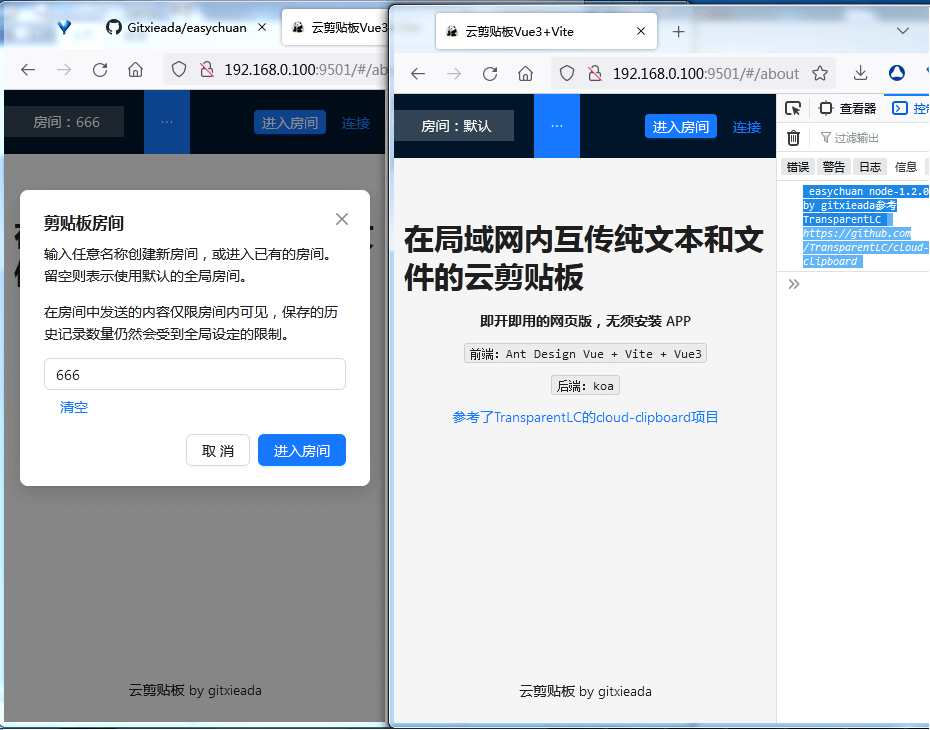 Gitxieada/easychuan
云剪贴板Vue3
192.168.0.100:9501/#/ab
房间：666
...
进入房间
连接
剪贴板房间
输入任意名称创建新房间，或进入已有的房间。
留空则表示使用默认的全局房间。
在房间中发送的内容仅限房间内可见，保存的历
史记录数量仍然会受到全局设定的限制。
666
清空
取 消
进入房间
云剪贴板 by gitxieada
云剪贴板Vue3+Vite
192.168.0.100:9501/#/about
房间：默认
...
进入房间
连接
在局域网内互传纯文本和文
件的云剪贴板
即开即用的网页版，无须安装 APP
前端：Ant Design Vue + Vite + Vue3
后端：koa
参考了TransparentLC的cloud-clipboard项目
云剪贴板 by gitxieada
查看器
过滤输出
错误
警告
日志
信息
easychuan node-1.2.0
by gitxieada参考
TransparentLC
https://github.com
/TransparentLC/cloud-
clipboard